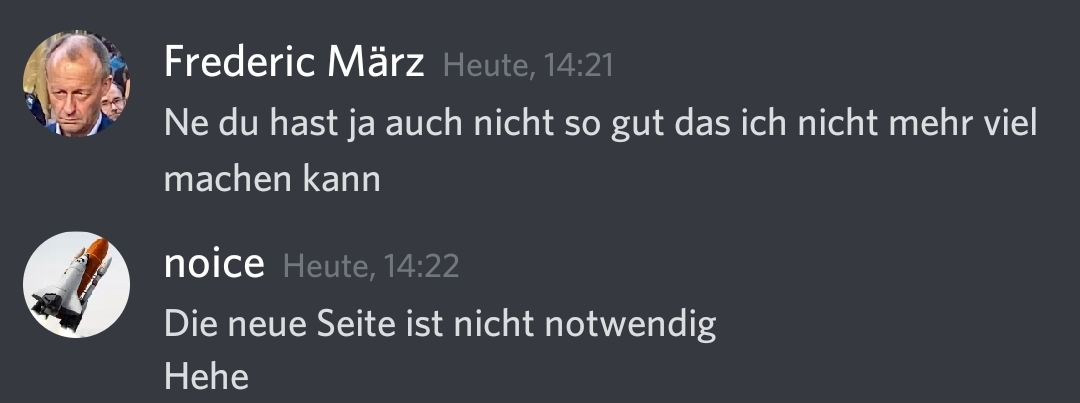 Frederic März Heute, 14:21
Ne du hast ja auch nicht so gut das ich nicht mehr viel
machen kann
noice Heute, 14:22
Die neue Seite ist nicht notwendig
Hehe